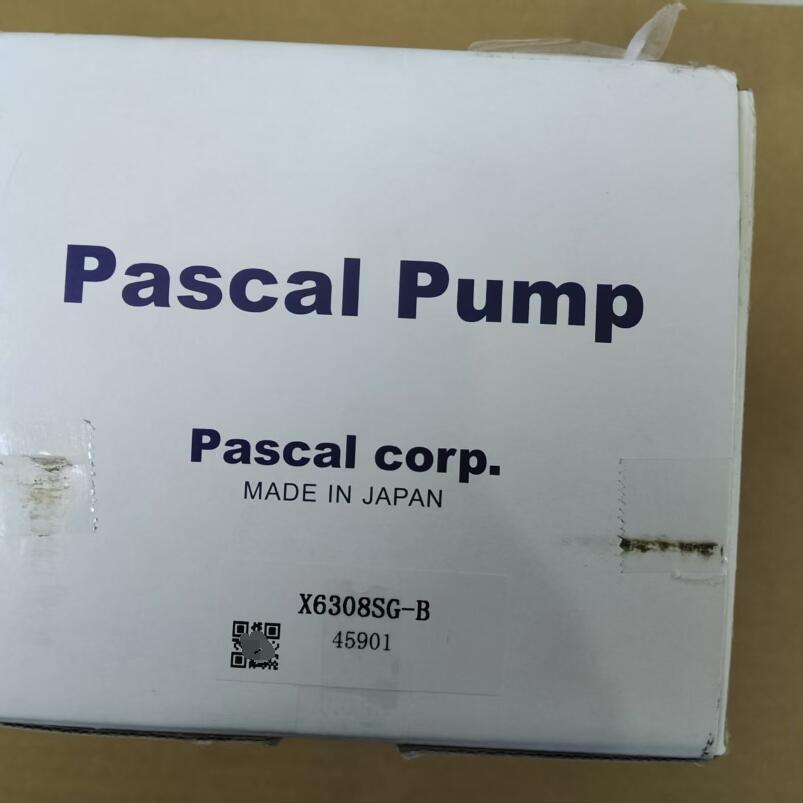 Pascal Pump
Pascal corp.
MADE IN JAPAN
X6308SG-B
45901